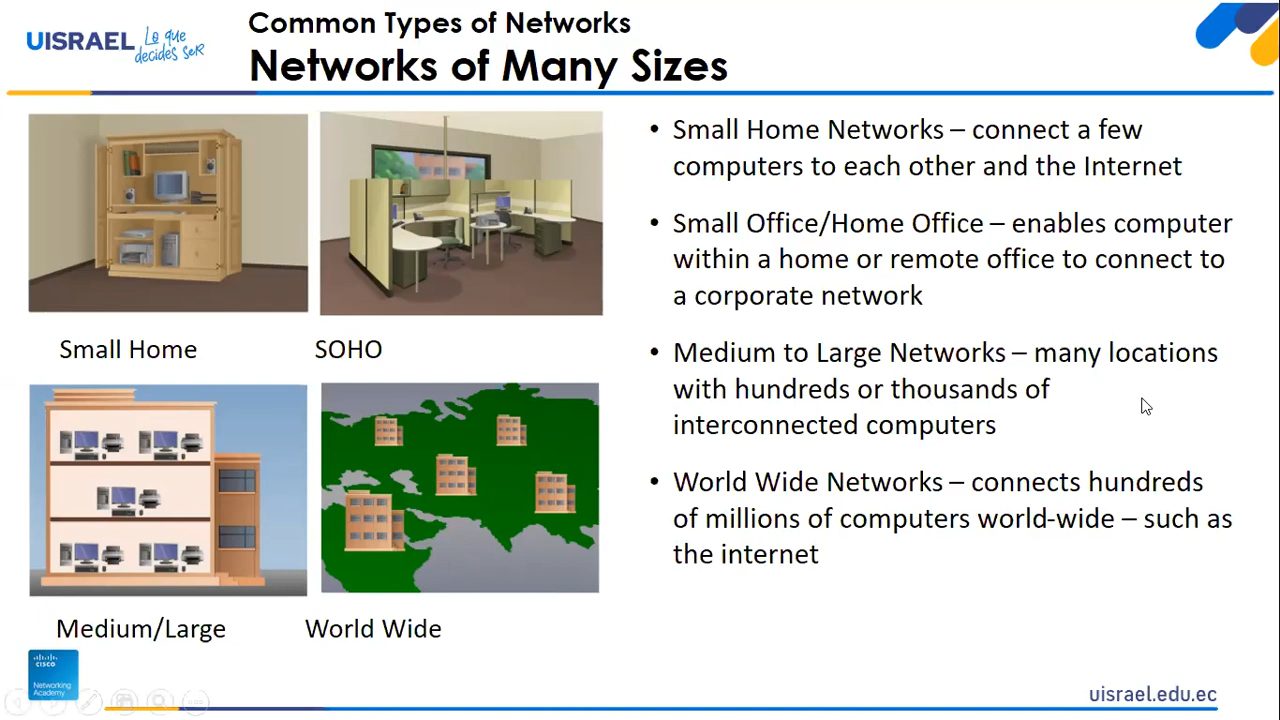 UISRAEL
Lo que
decides ser
Common Types of Networks
Networks of Many Sizes
Small Home
SOHO
Medium/Large
World Wide
• Small Home Networks – connect a few
computers to each other and the Internet
• Small Office/Home Office – enables computer
within a home or remote office to connect to
a corporate network
• Medium to Large Networks – many locations
with hundreds or thousands of
interconnected computers
• World Wide Networks – connects hundreds
of millions of computers world-wide – such as
the internet
CISCO
Networking
Academy
uisrael.edu.ec